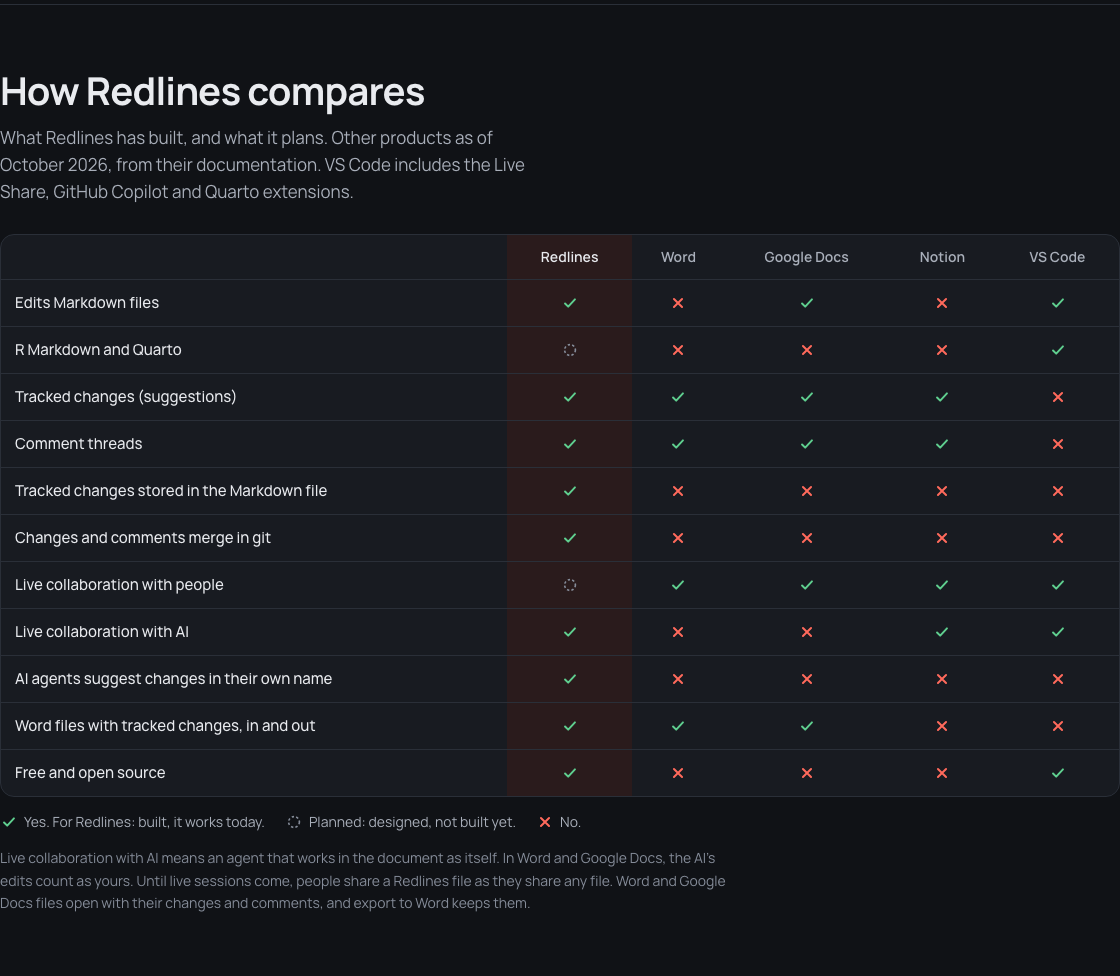 How Redlines compares
What Redlines has built, and what it plans. Other products as of
October 2026, from their documentation. VS Code includes the Live
Share, GitHub Copilot and Quarto extensions.
Redlines Word Google Docs Notion VS Code
Edits Markdown files
R Markdown and Quarto
Tracked changes (suggestions)
Comment threads
Tracked changes stored in the Markdown file
Changes and comments merge in git
Live collaboration with people
Live collaboration with AI
AI agents suggest changes in their own name
Word files with tracked changes, in and out
Free and open source
Yes. For Redlines: built, it works today. Planned: designed, not built yet. No.
Live collaboration with AI means an agent that works in the document as itself. In Word and Google Docs, the AI's
edits count as yours. Until live sessions come, people share a Redlines file as they share any file. Word and Google
Docs files open with their changes and comments, and export to Word keeps them.